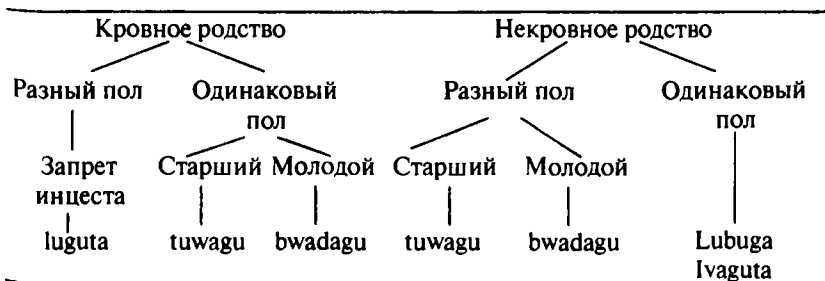 Кровное родство Некровное родство
Разный пол Одинаковый пол Разный пол Одинаковый пол
Запрет инцеста Старший Молодой Старший Молодой
luguta tuwagu bwadagu tuwagu bwadagu Lubuga
Ivaguta